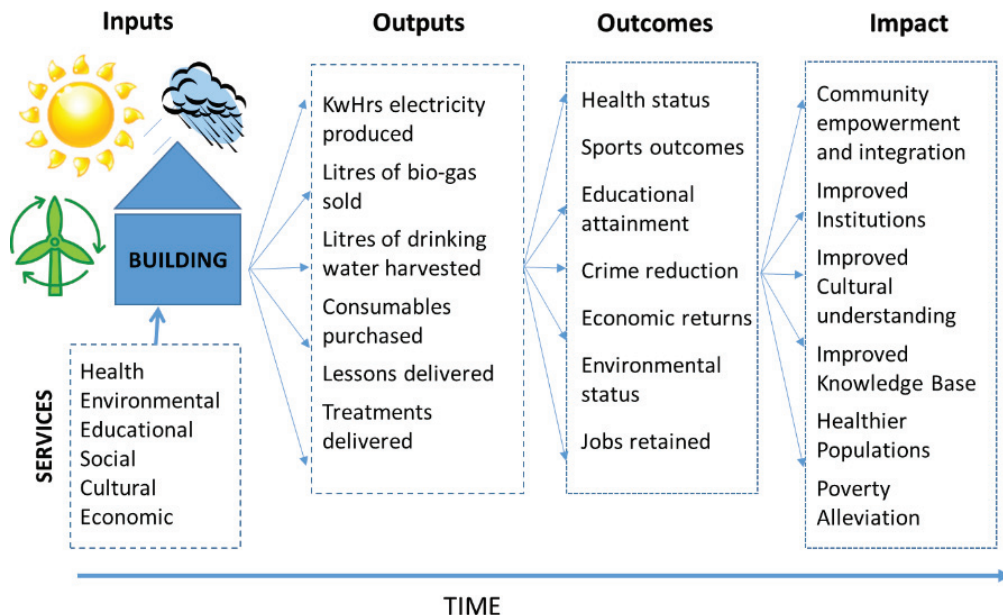 Inputs
Outputs
Outcomes
Impact
BUILDING
SERVICES
Health
Environmental
Educational
Social
Cultural
Economic
KwHrs electricity
produced
Litres of bio-gas
sold
Litres of drinking
water harvested
Consumables
purchased
Lessons delivered
Treatments
delivered
Health status
Sports outcomes
Educational
attainment
Crime reduction
Economic returns
Environmental
status
Jobs retained
Community
empowerment
and integration
Improved
Institutions
Improved
Cultural
understanding
Improved
Knowledge Base
Healthier
Populations
Poverty
Alleviation
TIME